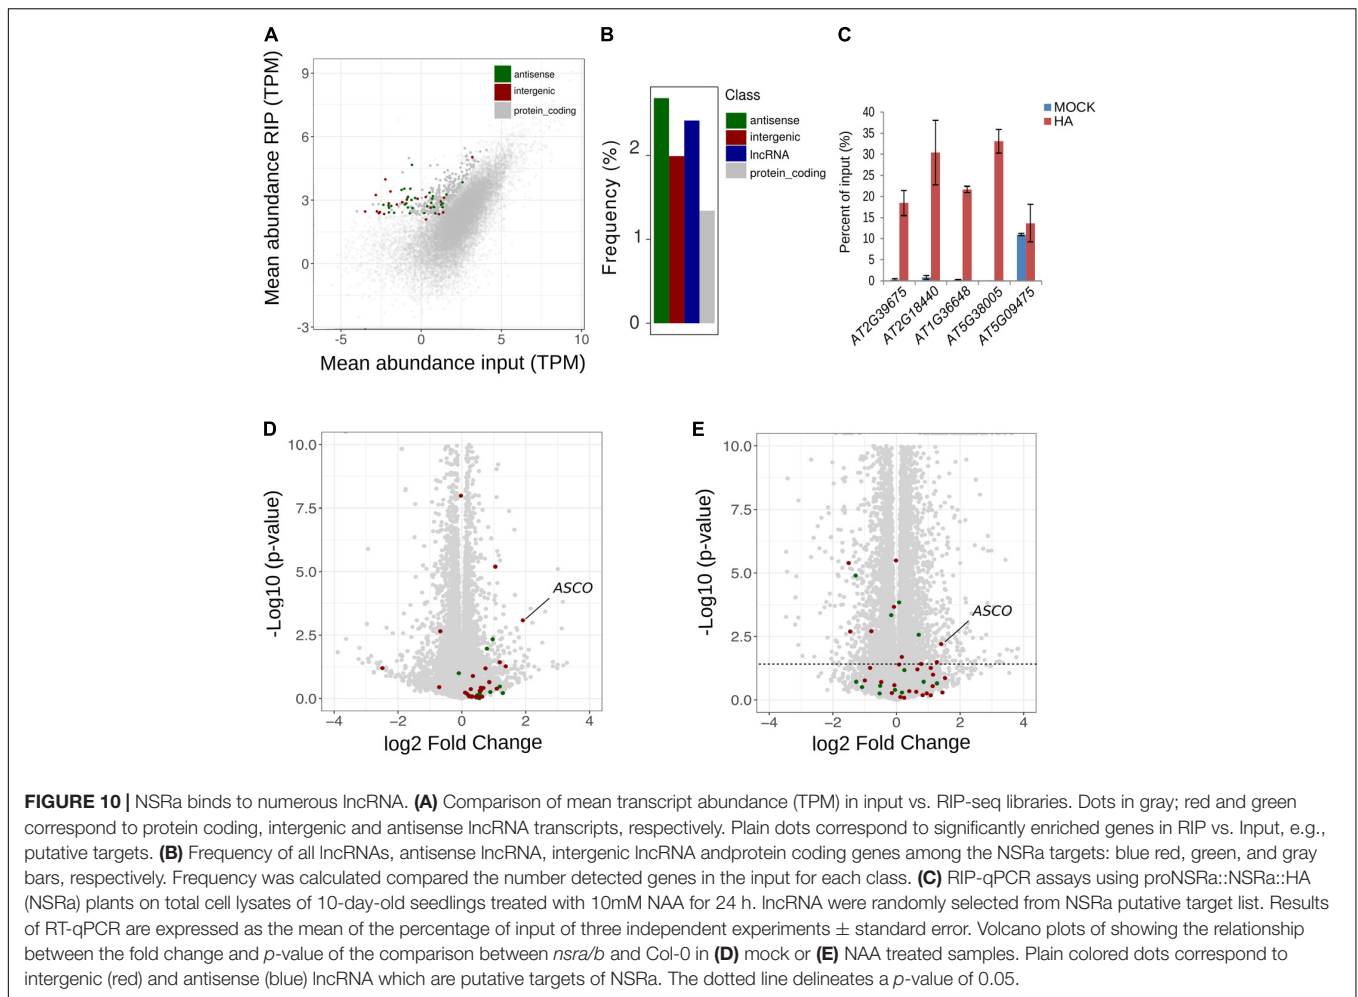 A
B
C
Mean abundance RIP (TPM)
9
6
3
0
-3
-5
0
5
10
Mean abundance input (TPM)
antisense
intergenic
protein_coding
Frequency (%)
2
1
0
Class
antisense
intergenic
lncRNA
protein_coding
Percent of input (%)
40
35
30
25
20
15
10
5
0
MOCK
HA
AT2G39675
AT2G18440
AT1G36648
AT5G38005
AT5G09475
D
-Log10 (p-value)
10.0
7.5
5.0
2.5
0.0
ASCO
−4
−2
0
2
4
log2 Fold Change
E
-Log10 (p-value)
10.0
7.5
5.0
2.5
0.0
ASCO
−4
−2
0
2
4
log2 Fold Change
FIGURE 10 | NSRa binds to numerous lncRNA. (A) Comparison of mean transcript abundance (TPM) in input vs. RIP-seq libraries. Dots in gray; red and green
correspond to protein coding, intergenic and antisense lncRNA transcripts, respectively. Plain dots correspond to significantly enriched genes in RIP vs. Input, e.g.,
putative targets. (B) Frequency of all lncRNAs, antisense lncRNA, intergenic lncRNA andprotein coding genes among the NSRa targets: blue red, green, and gray
bars, respectively. Frequency was calculated compared the number detected genes in the input for each class. (C) RIP-qPCR assays using proNSRa::NSRa::HA
(NSRa) plants on total cell lysates of 10-day-old seedlings treated with 10mM NAA for 24 h. lncRNA were randomly selected from NSRa putative target list. Results
of RT-qPCR are expressed as the mean of the percentage of input of three independent experiments ± standard error. Volcano plots of showing the relationship
between the fold change and p-value of the comparison between nsra/b and Col-0 in (D) mock or (E) NAA treated samples. Plain colored dots correspond to
intergenic (red) and antisense (blue) lncRNA which are putative targets of NSRa. The dotted line delineates a p-value of 0.05.